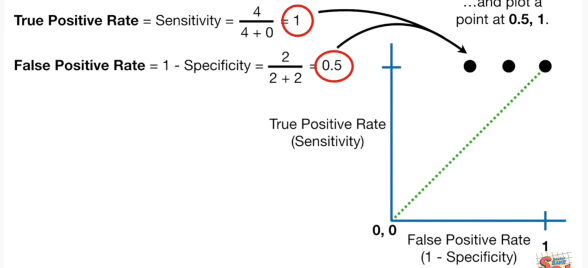 ...and plot a
point at 0.5, 1.
True Positive Rate = Sensitivity = 4 / 4 + 0 = 1
False Positive Rate = 1 - Specificity = 2 / 2 + 2 = 0.5
True Positive Rate
(Sensitivity)
0, 0
False Positive Rate
(1 - Specificity)
1